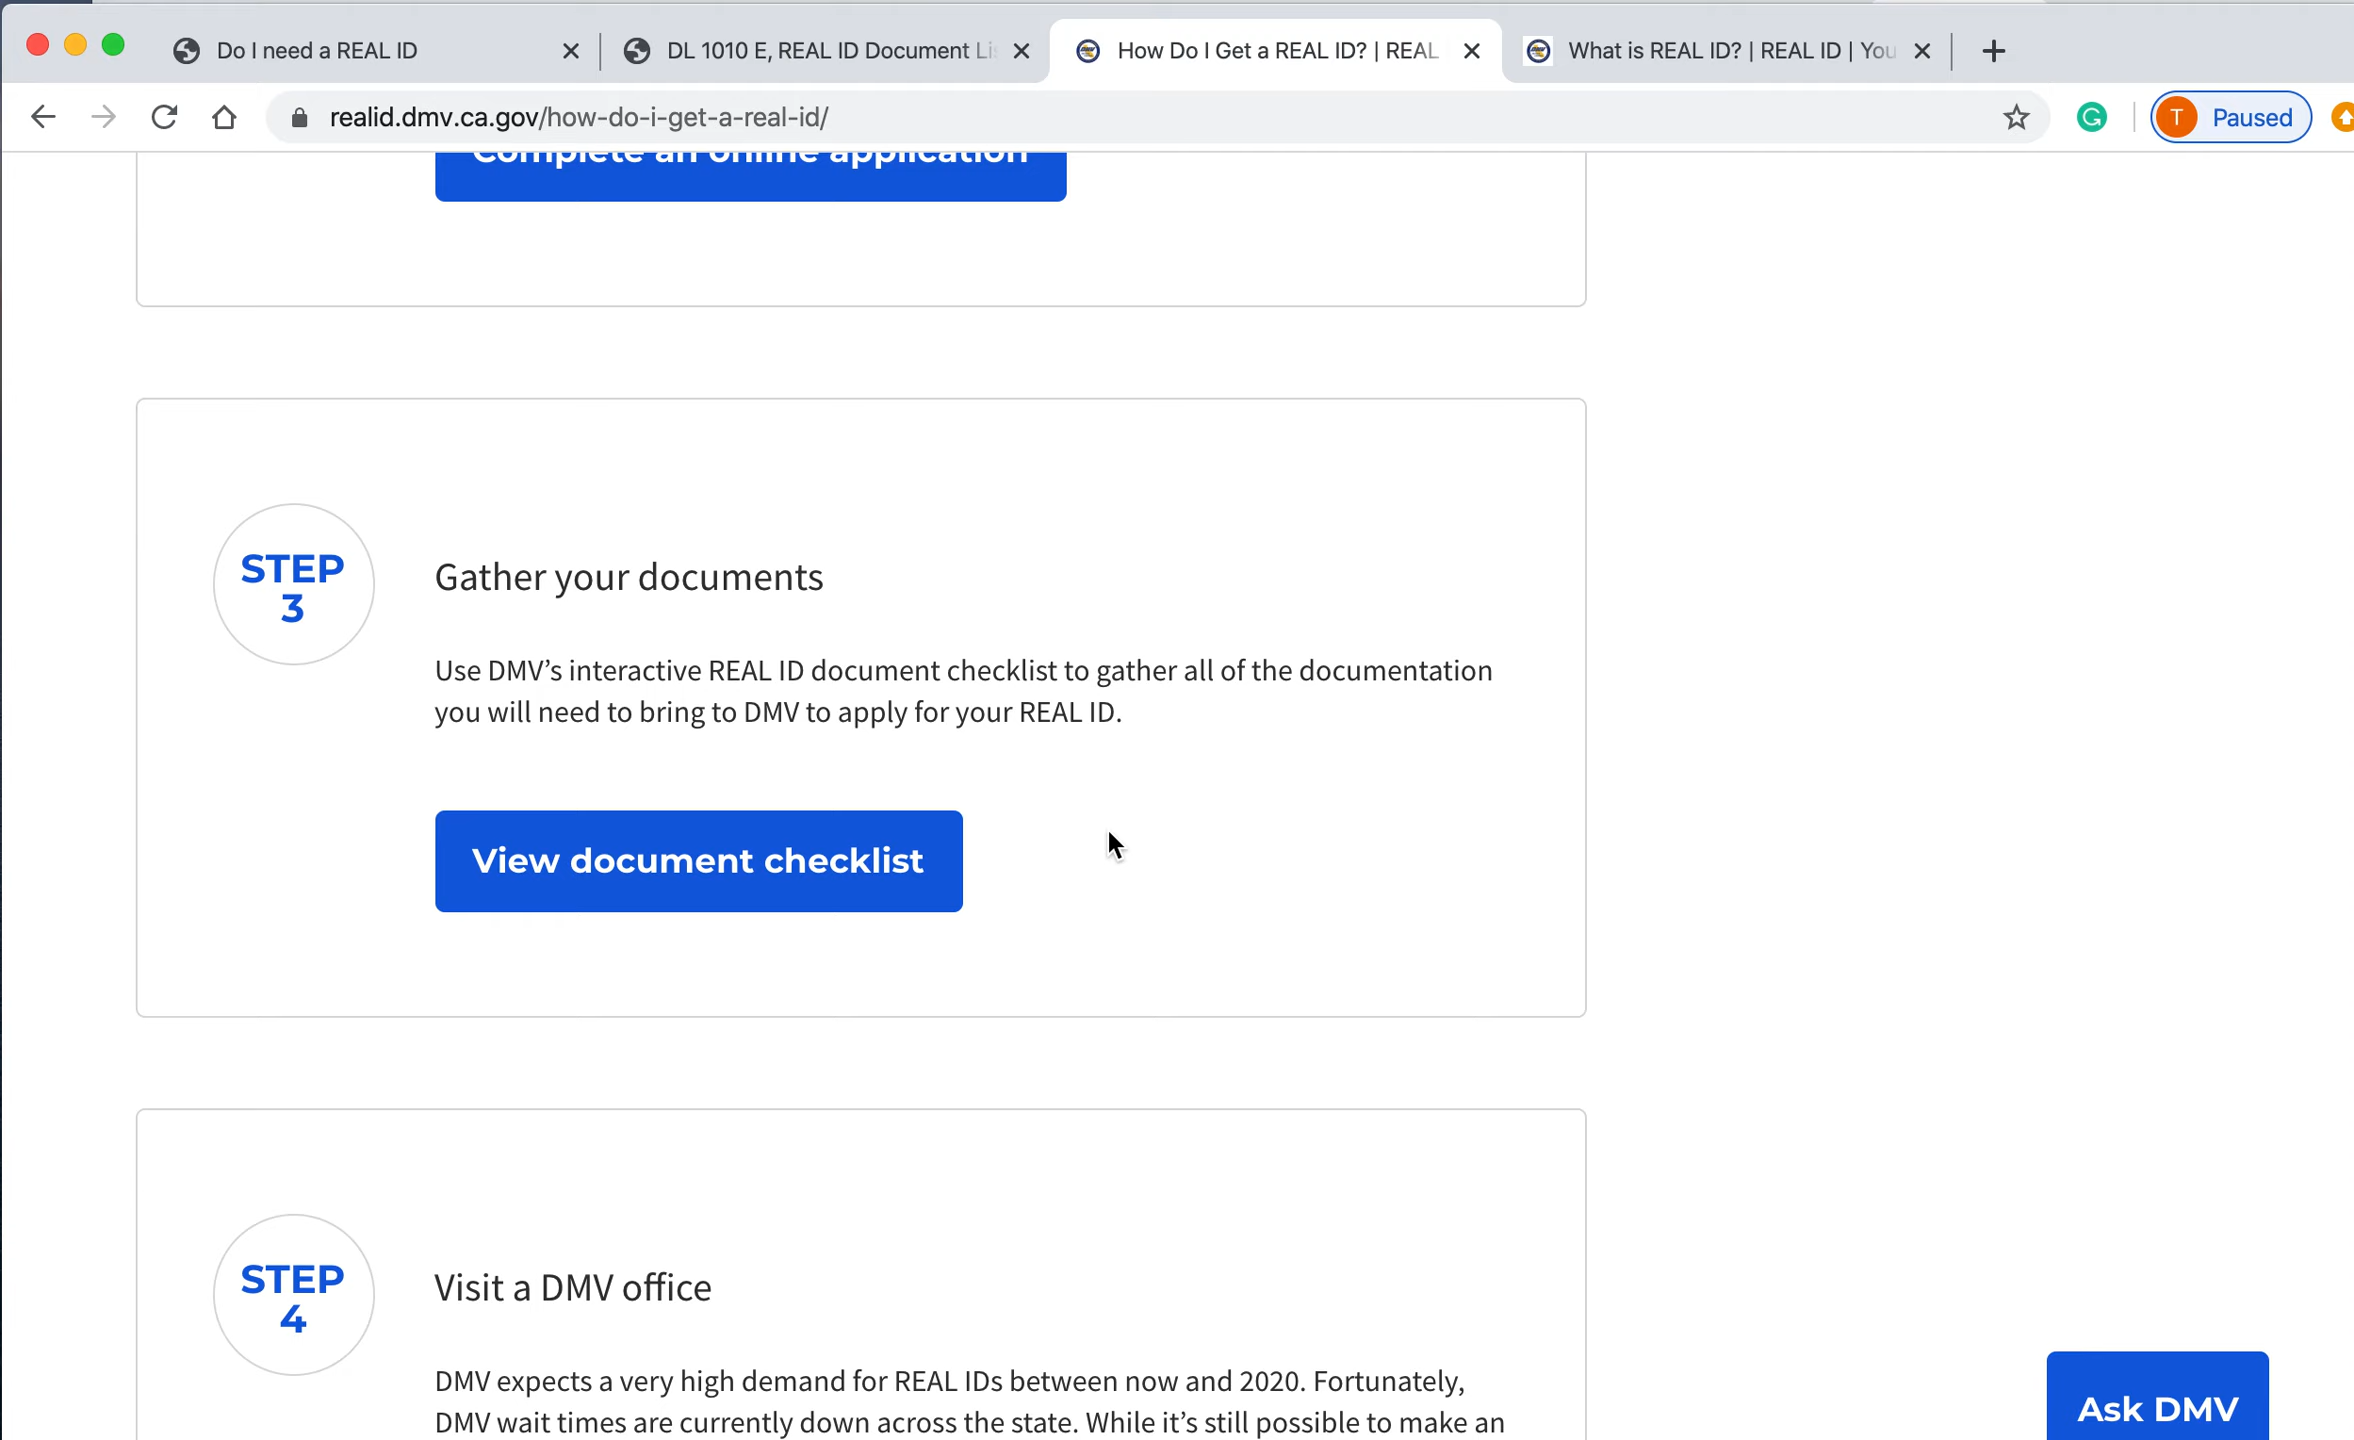 Do I need a REAL ID
DL 1010 E, REAL ID Document Li
How Do I Get a REAL ID? | REAL
What is REAL ID? | REAL ID | You
realid.dmv.ca.gov/how-do-i-get-a-real-id/
T Paused
Complete an online application
STEP
3
Gather your documents
Use DMV’s interactive REAL ID document checklist to gather all of the documentation
you will need to bring to DMV to apply for your REAL ID.
View document checklist
STEP
4
Visit a DMV office
DMV expects a very high demand for REAL IDs between now and 2020. Fortunately,
DMV wait times are currently down across the state. While it’s still possible to make an
Ask DMV